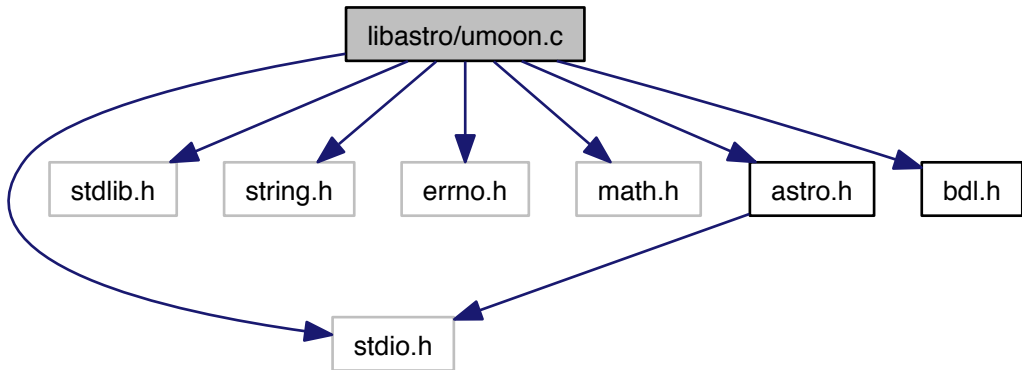 libastro/umoon.c
stdlib.h
string.h
errno.h
math.h
astro.h
bdl.h
stdio.h